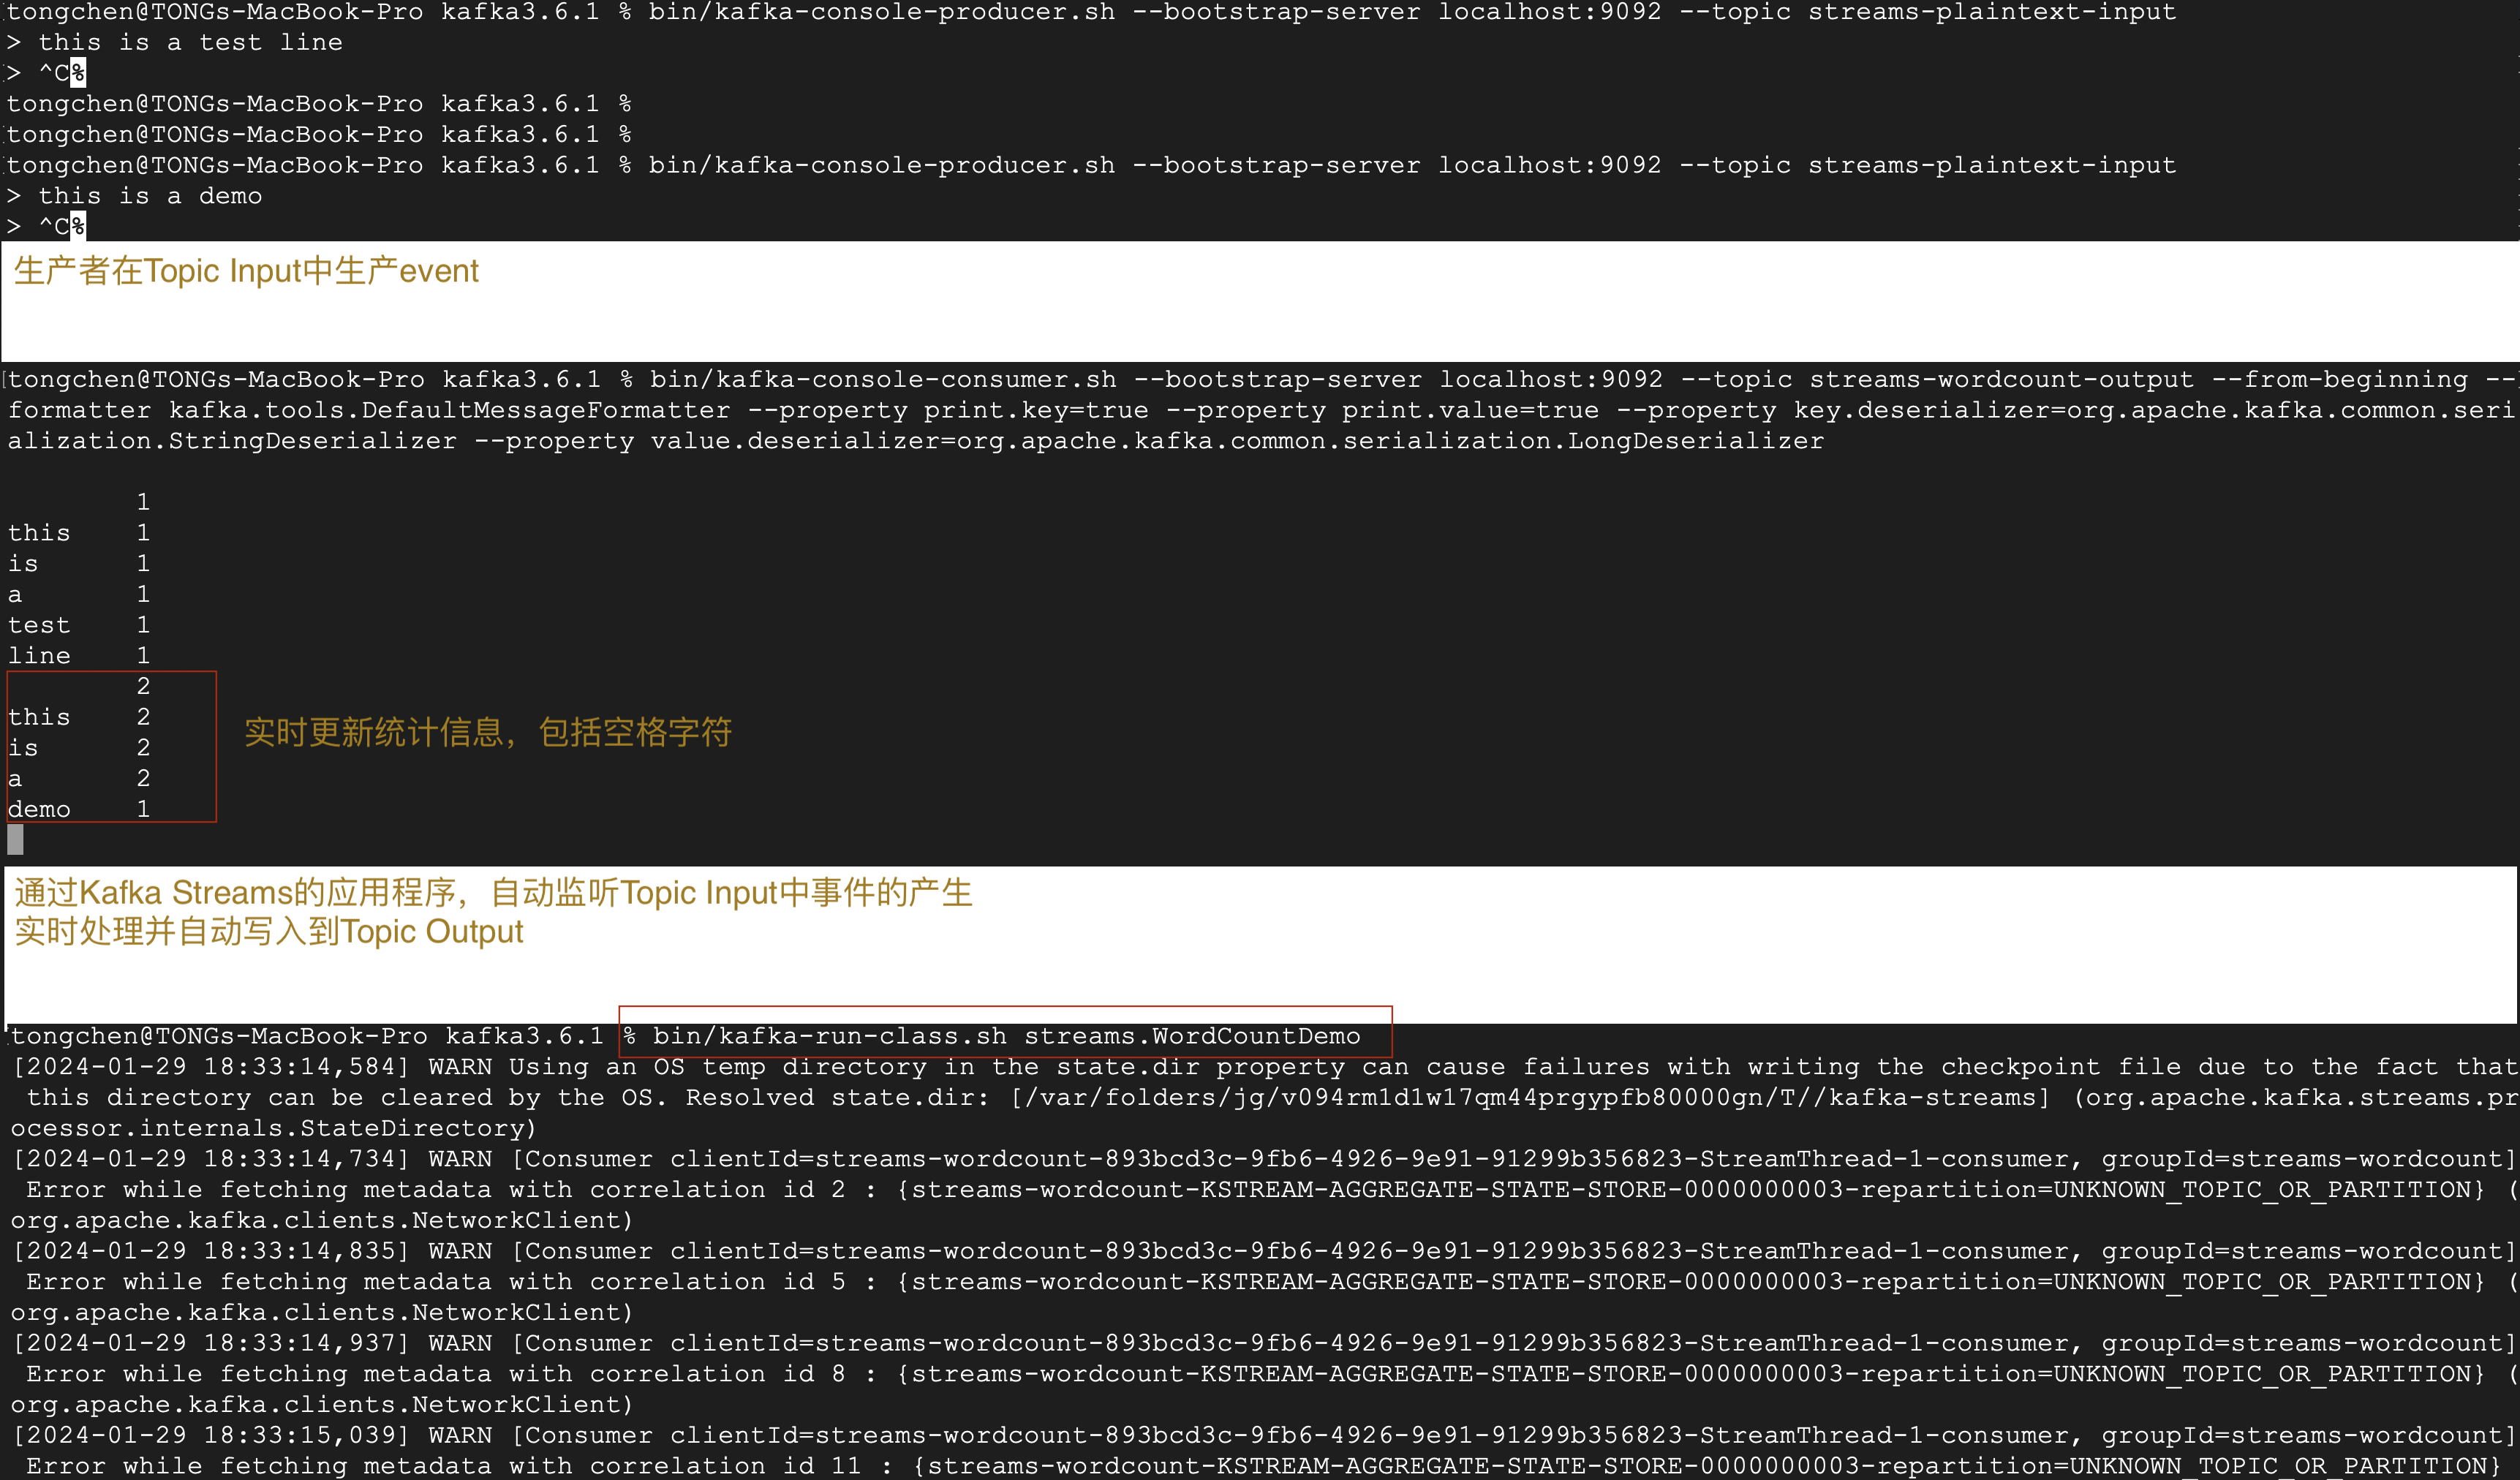 tongchen@TONGs-MacBook-Pro kafka3.6.1 % bin/kafka-console-producer.sh --bootstrap-server localhost:9092 --topic streams-plaintext-input
> this is a test line
> ^C%
tongchen@TONGs-MacBook-Pro kafka3.6.1 %
tongchen@TONGs-MacBook-Pro kafka3.6.1 %
tongchen@TONGs-MacBook-Pro kafka3.6.1 % bin/kafka-console-producer.sh --bootstrap-server localhost:9092 --topic streams-plaintext-input
> this is a demo
> ^C%
生产者在Topic Input中生产event
tongchen@TONGs-MacBook-Pro kafka3.6.1 % bin/kafka-console-consumer.sh --bootstrap-server localhost:9092 --topic streams-wordcount-output --from-beginning --
formatter kafka.tools.DefaultMessageFormatter --property print.key=true --property print.value=true --property key.deserializer=org.apache.kafka.common.seri
alization.StringDeserializer --property value.deserializer=org.apache.kafka.common.serialization.LongDeserializer
1
this 1
is 1
a 1
test 1
line 1
2
this 2
实时更新统计信息，包括空格字符
is 2
a 2
demo 1
通过Kafka Streams的应用程序，自动监听Topic Input中事件的产生
实时处理并自动写入到Topic Output
tongchen@TONGs-MacBook-Pro kafka3.6.1 % bin/kafka-run-class.sh streams.WordCountDemo
[2024-01-29 18:33:14,584] WARN Using an OS temp directory in the state.dir property can cause failures with writing the checkpoint file due to the fact that
this directory can be cleared by the OS. Resolved state.dir: [/var/folders/jg/v094rm1d1w17qm44prgypfb80000gn/T//kafka-streams] (org.apache.kafka.streams.pr
ocessor.internals.StateDirectory)
[2024-01-29 18:33:14,734] WARN [Consumer clientId=streams-wordcount-893bcd3c-9fb6-4926-9e91-91299b356823-StreamThread-1-consumer, groupId=streams-wordcount]
Error while fetching metadata with correlation id 2 : {streams-wordcount-KSTREAM-AGGREGATE-STATE-STORE-0000000003-repartition=UNKNOWN_TOPIC_OR_PARTITION} (
org.apache.kafka.clients.NetworkClient)
[2024-01-29 18:33:14,835] WARN [Consumer clientId=streams-wordcount-893bcd3c-9fb6-4926-9e91-91299b356823-StreamThread-1-consumer, groupId=streams-wordcount]
Error while fetching metadata with correlation id 5 : {streams-wordcount-KSTREAM-AGGREGATE-STATE-STORE-0000000003-repartition=UNKNOWN_TOPIC_OR_PARTITION} (
org.apache.kafka.clients.NetworkClient)
[2024-01-29 18:33:14,937] WARN [Consumer clientId=streams-wordcount-893bcd3c-9fb6-4926-9e91-91299b356823-StreamThread-1-consumer, groupId=streams-wordcount]
Error while fetching metadata with correlation id 8 : {streams-wordcount-KSTREAM-AGGREGATE-STATE-STORE-0000000003-repartition=UNKNOWN_TOPIC_OR_PARTITION} (
org.apache.kafka.clients.NetworkClient)
[2024-01-29 18:33:15,039] WARN [Consumer clientId=streams-wordcount-893bcd3c-9fb6-4926-9e91-91299b356823-StreamThread-1-consumer, groupId=streams-wordcount]
Error while fetching metadata with correlation id 11 : {streams-wordcount-KSTREAM-AGGREGATE-STATE-STORE-0000000003-repartition=UNKNOWN_TOPIC_OR_PARTITION}